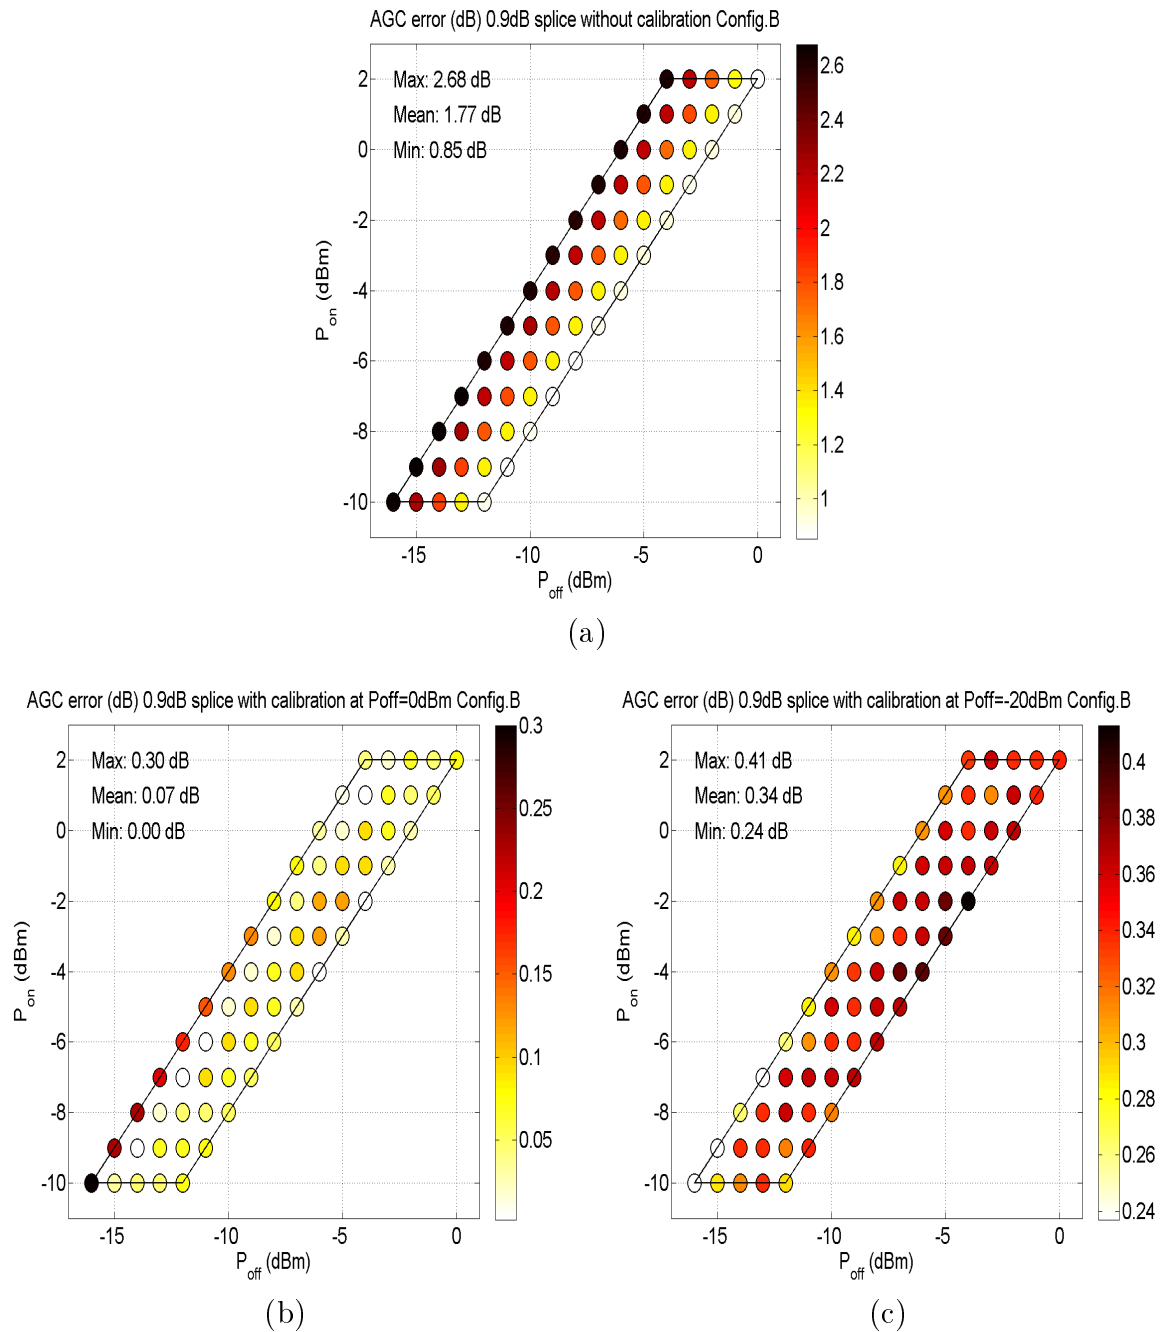 AGC error (dB) 0.9dB splice without calibration Config.B
Max: 2.68 dB
Mean: 1.77 dB
Min: 0.85 dB
2
0
-2
-4
-6
-8
-10
P_on (dBm)
-15 -10 -5 0
P_off (dBm)
2.6
2.4
2.2
2
1.8
1.6
1.4
1.2
1
(a)
AGC error (dB) 0.9dB splice with calibration at Poff=0dBm Config.B
Max: 0.30 dB
Mean: 0.07 dB
Min: 0.00 dB
2
0
-2
-4
-6
-8
-10
P_on (dBm)
-15 -10 -5 0
P_off (dBm)
0.3
0.25
0.2
0.15
0.1
0.05
(b)
AGC error (dB) 0.9dB splice with calibration at Poff=-20dBm Config.B
Max: 0.41 dB
Mean: 0.34 dB
Min: 0.24 dB
2
0
-2
-4
-6
-8
-10
P_on (dBm)
-15 -10 -5 0
P_off (dBm)
0.4
0.38
0.36
0.34
0.32
0.3
0.28
0.26
0.24
(c)